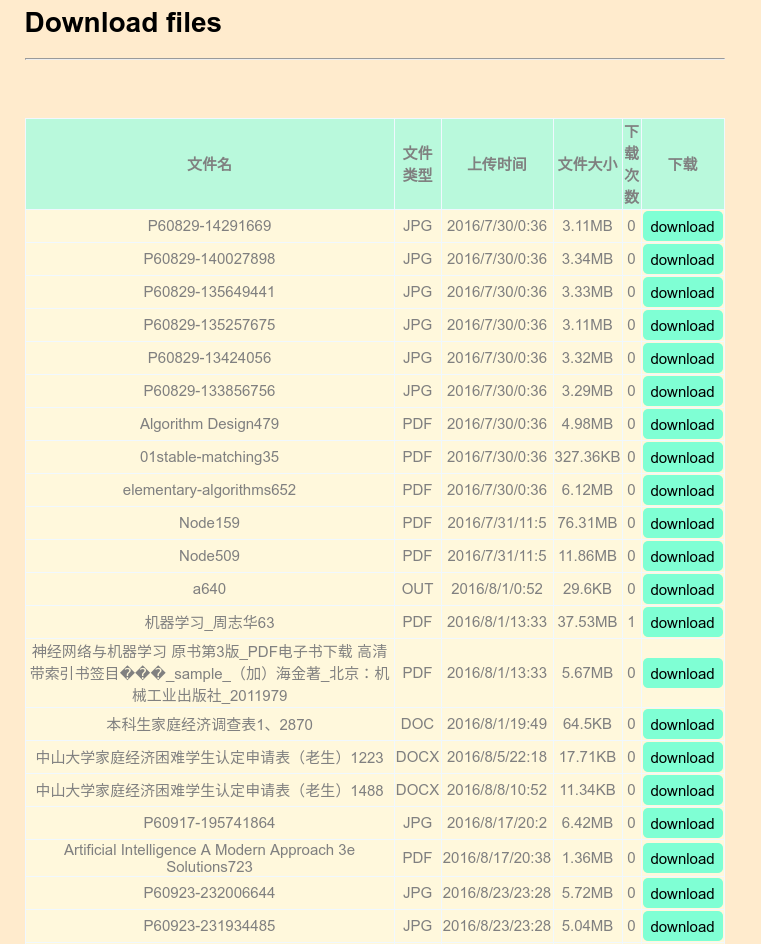 Download files
文件名 文件类型 上传时间 文件大小 下载次数 下载
P60829-14291669 JPG 2016/7/30/0:36 3.11MB 0 download
P60829-140027898 JPG 2016/7/30/0:36 3.34MB 0 download
P60829-135649441 JPG 2016/7/30/0:36 3.33MB 0 download
P60829-135257675 JPG 2016/7/30/0:36 3.11MB 0 download
P60829-13424056 JPG 2016/7/30/0:36 3.32MB 0 download
P60829-133856756 JPG 2016/7/30/0:36 3.29MB 0 download
Algorithm Design479 PDF 2016/7/30/0:36 4.98MB 0 download
01stable-matching35 PDF 2016/7/30/0:36 327.36KB 0 download
elementary-algorithms652 PDF 2016/7/30/0:36 6.12MB 0 download
Node159 PDF 2016/7/31/11:5 76.31MB 0 download
Node509 PDF 2016/7/31/11:5 11.86MB 0 download
a640 OUT 2016/8/1/0:52 29.6KB 0 download
机器学习_周志华63 PDF 2016/8/1/13:33 37.53MB 1 download
神经网络与机器学习 原书第3版_PDF电子书下载 高清
带索引书签目���_sample_（加）海金著_北京：机 PDF 2016/8/1/13:33 5.67MB 0 download
械工业出版社_2011979
本科生家庭经济调查表1、2870 DOC 2016/8/1/19:49 64.5KB 0 download
中山大学家庭经济困难学生认定申请表（老生）1223 DOCX 2016/8/5/22:18 17.71KB 0 download
中山大学家庭经济困难学生认定申请表（老生）1488 DOCX 2016/8/8/10:52 11.34KB 0 download
P60917-195741864 JPG 2016/8/17/20:2 6.42MB 0 download
Artificial Intelligence A Modern Approach 3e
Solutions723 PDF 2016/8/17/20:38 1.36MB 0 download
P60923-232006644 JPG 2016/8/23/23:28 5.72MB 0 download
P60923-231934485 JPG 2016/8/23/23:28 5.04MB 0 download